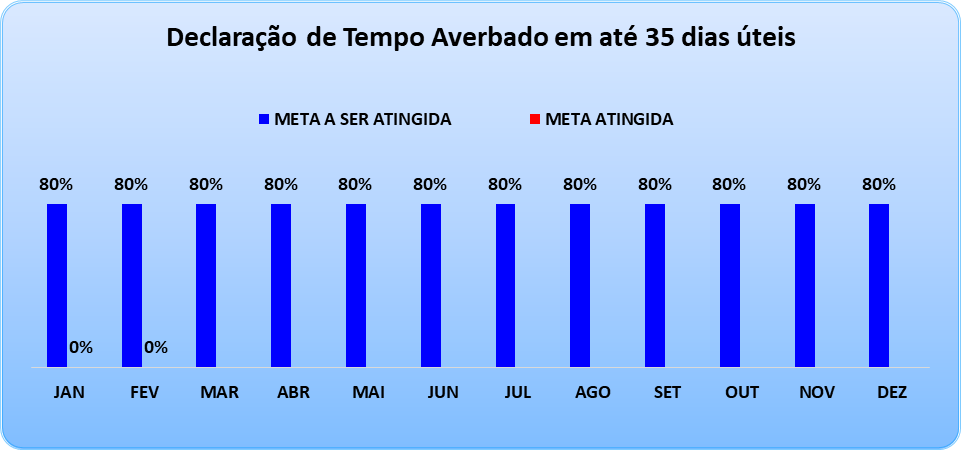 Declaração de Tempo Averbado em até 35 dias úteis
META A SER ATINGIDA META ATINGIDA
80% 80% 80% 80% 80% 80% 80% 80% 80% 80% 80% 80%
0% 0%
JAN FEV MAR ABR MAI JUN JUL AGO SET OUT NOV DEZ